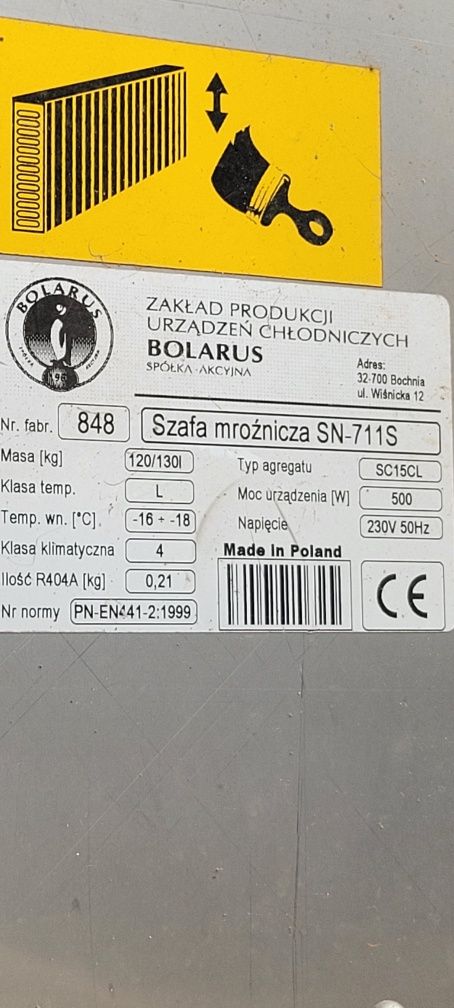 BOLARUS
SPÓŁKA AKCYJNA
ZAKŁAD PRODUKCJI
URZĄDZEŃ CHŁODNICZYCH
BOLARUS
SPÓŁKA-AKCYJNA
Adres:
32-700 Bochnia
ul. Wiśnicka 12
Nr. fabr. 848 Szafa mroźnicza SN-711S
Masa [kg] 120/130l Typ agregatu SC15CL
Klasa temp. L Moc urządzenia [W] 500
Temp. wn. [°C] -16 ÷ -18 Napięcie 230V 50Hz
Klasa klimatyczna 4 Made in Poland
Ilość R404A [kg] 0,21
Nr normy PN-EN441-2:1999
CE